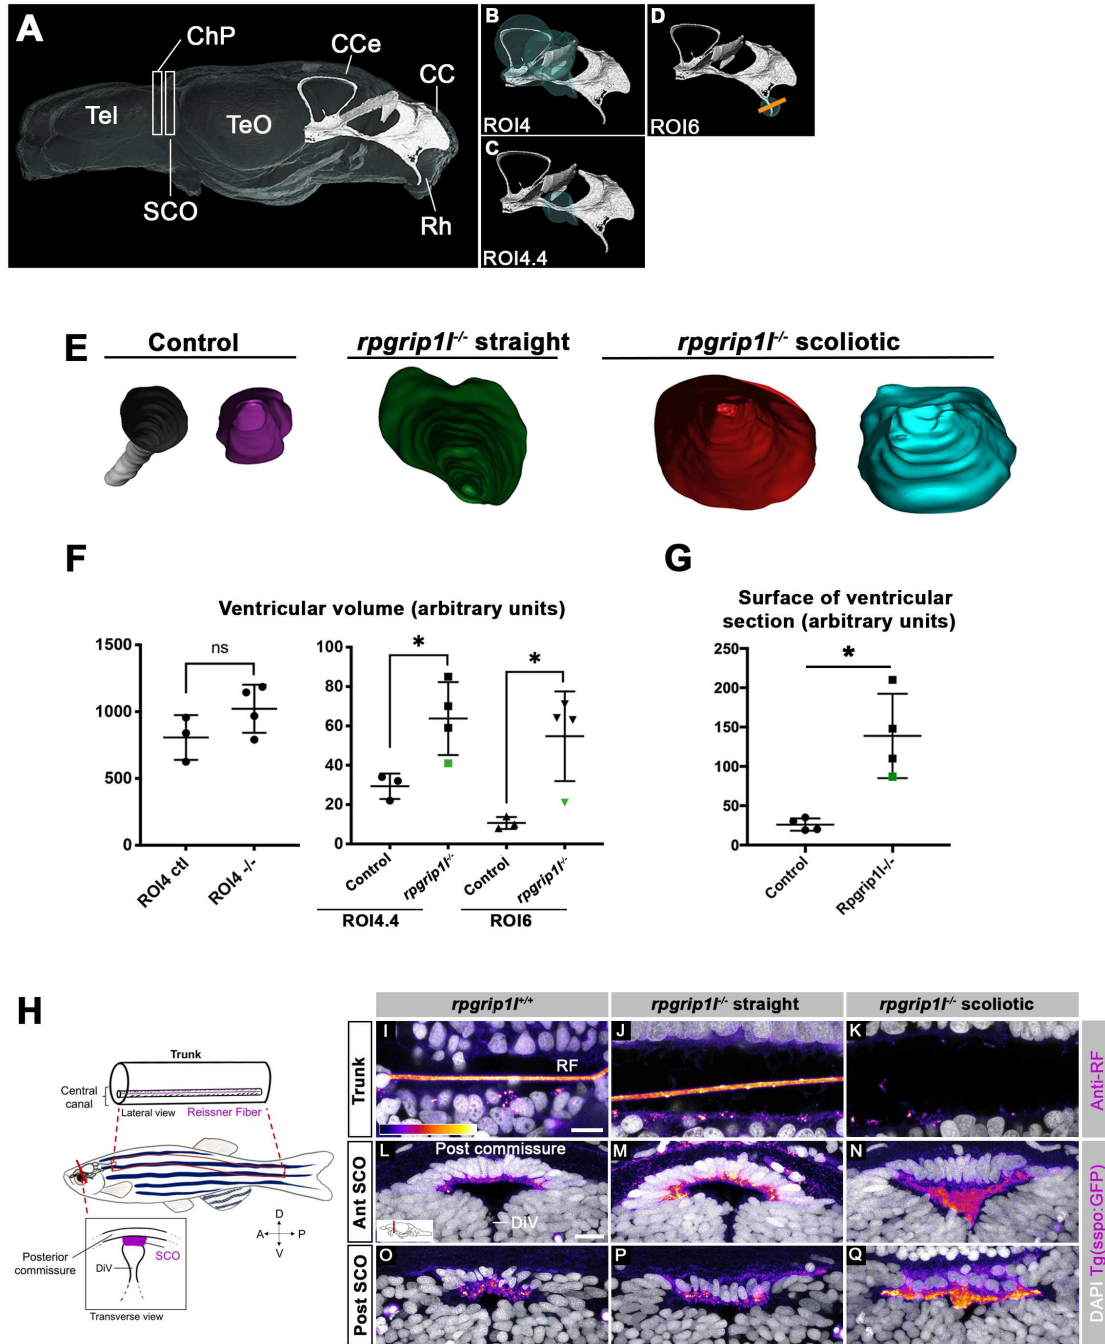 A
ChP
CCe
CC
Tel
TeO
SCO
Rh
B
ROI4
D
ROI6
C
ROI4.4
E
Control
rpgrip1l-/- straight
rpgrip1l-/- scoliotic
F
Ventricular volume (arbitrary units)
1500
1000
500
0
ns
ROI4 ctl
ROI4 -/-
100
80
60
40
20
0
*
*
Control
rpgrip1l-/-
Control
rpgrip1l-/-
ROI4.4
ROI6
G
Surface of ventricular
section (arbitrary units)
250
200
150
100
50
0
*
Control
Rpgrip1l-/-
H
Trunk
Central
canal
Lateral view
Reissner Fiber
D
A
P
V
Posterior
commissure
SCO
DiV
Transverse view
rpgrip1l+/+
rpgrip1l-/- straight
rpgrip1l-/- scoliotic
Trunk
I
RF
J
K
Anti-RF
Ant SCO
L
Post commissure
DiV
M
N
Post SCO
O
P
Q
DAPI Tg(sspo:GFP)